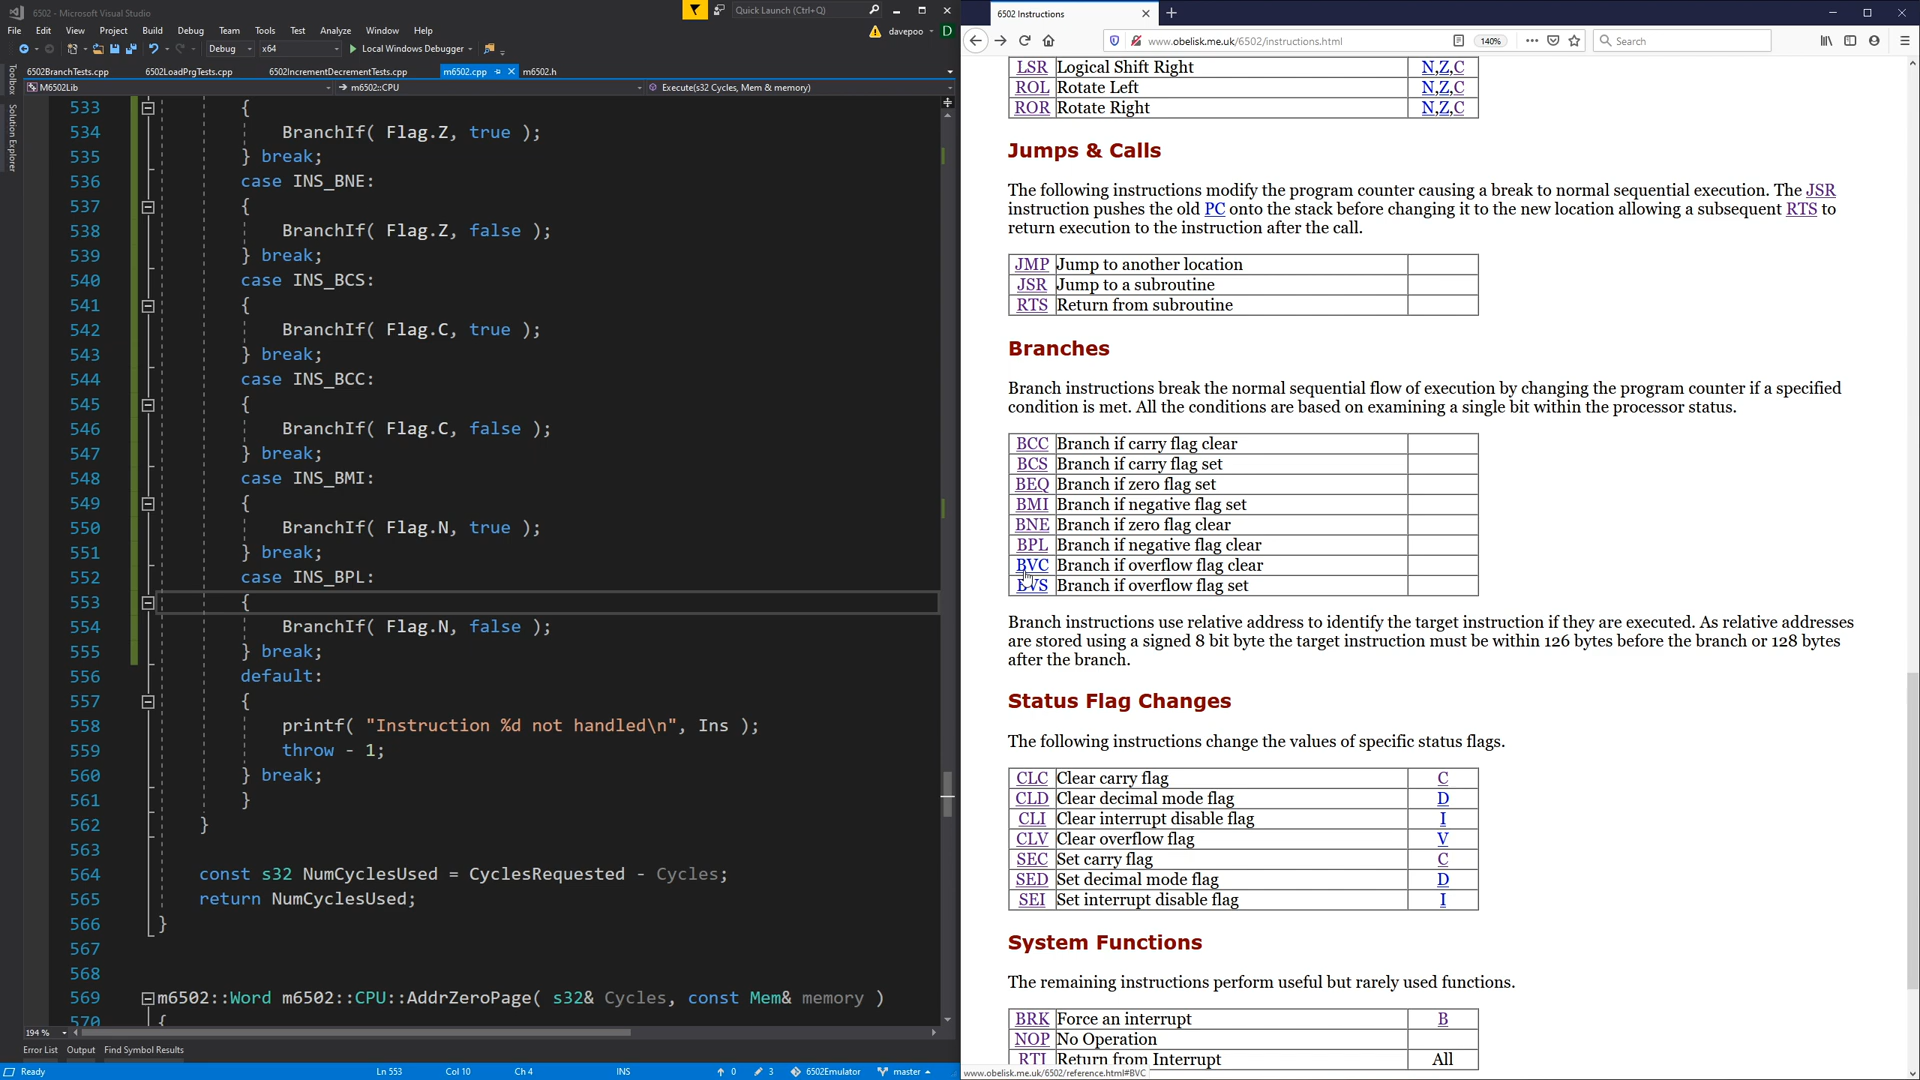 6502 - Microsoft Visual Studio
Quick Launch (Ctrl+Q)
File Edit View Project Build Debug Team Tools Test Analyze Window Help
davepoo D
Debug x64 Local Windows Debugger
6502BranchTests.cpp 6502LoadPrgTests.cpp 6502IncrementDecrementTests.cpp m6502.cpp m6502.h
M6502Lib m6502::CPU Execute(s32 Cycles, Mem & memory)
Toolbox
Solution Explorer
533 {
534 BranchIf( Flag.Z, true );
535 } break;
536 case INS_BNE:
537 {
538 BranchIf( Flag.Z, false );
539 } break;
540 case INS_BCS:
541 {
542 BranchIf( Flag.C, true );
543 } break;
544 case INS_BCC:
545 {
546 BranchIf( Flag.C, false );
547 } break;
548 case INS_BMI:
549 {
550 BranchIf( Flag.N, true );
551 } break;
552 case INS_BPL:
553 {
554 BranchIf( Flag.N, false );
555 } break;
556 default:
557 {
558 printf( "Instruction %d not handled\n", Ins );
559 throw - 1;
560 } break;
561 }
562 }
563
564 const s32 NumCyclesUsed = CyclesRequested - Cycles;
565 return NumCyclesUsed;
566 }
567
568
569 m6502::Word m6502::CPU::AddrZeroPage( s32& Cycles, const Mem& memory )
570 {
194 %
Error List Output Find Symbol Results
Ready Ln 553 Col 10 Ch 4 INS 0 3 6502Emulator master
6502 Instructions
www.obelisk.me.uk/6502/instructions.html 140% Search
LSR Logical Shift Right N,Z,C
ROL Rotate Left N,Z,C
ROR Rotate Right N,Z,C
Jumps & Calls
The following instructions modify the program counter causing a break to normal sequential execution. The JSR
instruction pushes the old PC onto the stack before changing it to the new location allowing a subsequent RTS to
return execution to the instruction after the call.
JMP Jump to another location
JSR Jump to a subroutine
RTS Return from subroutine
Branches
Branch instructions break the normal sequential flow of execution by changing the program counter if a specified
condition is met. All the conditions are based on examining a single bit within the processor status.
BCC Branch if carry flag clear
BCS Branch if carry flag set
BEQ Branch if zero flag set
BMI Branch if negative flag set
BNE Branch if zero flag clear
BPL Branch if negative flag clear
BVC Branch if overflow flag clear
BVS Branch if overflow flag set
Branch instructions use relative address to identify the target instruction if they are executed. As relative addresses
are stored using a signed 8 bit byte the target instruction must be within 126 bytes before the branch or 128 bytes
after the branch.
Status Flag Changes
The following instructions change the values of specific status flags.
CLC Clear carry flag C
CLD Clear decimal mode flag D
CLI Clear interrupt disable flag I
CLV Clear overflow flag V
SEC Set carry flag C
SED Set decimal mode flag D
SEI Set interrupt disable flag I
System Functions
The remaining instructions perform useful but rarely used functions.
BRK Force an interrupt B
NOP No Operation
RTI Return from Interrupt All
www.obelisk.me.uk/6502/reference.html#BVC